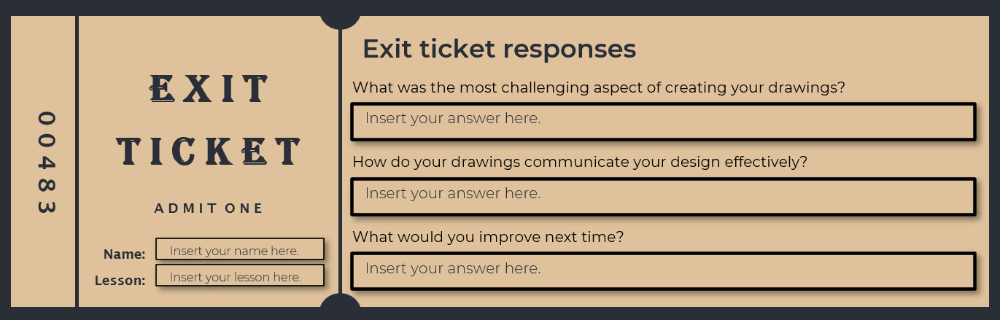 00483
EXIT
TICKET
ADMIT ONE
Name: Insert your name here.
Lesson: Insert your lesson here.
Exit ticket responses
What was the most challenging aspect of creating your drawings?
Insert your answer here.
How do your drawings communicate your design effectively?
Insert your answer here.
What would you improve next time?
Insert your answer here.